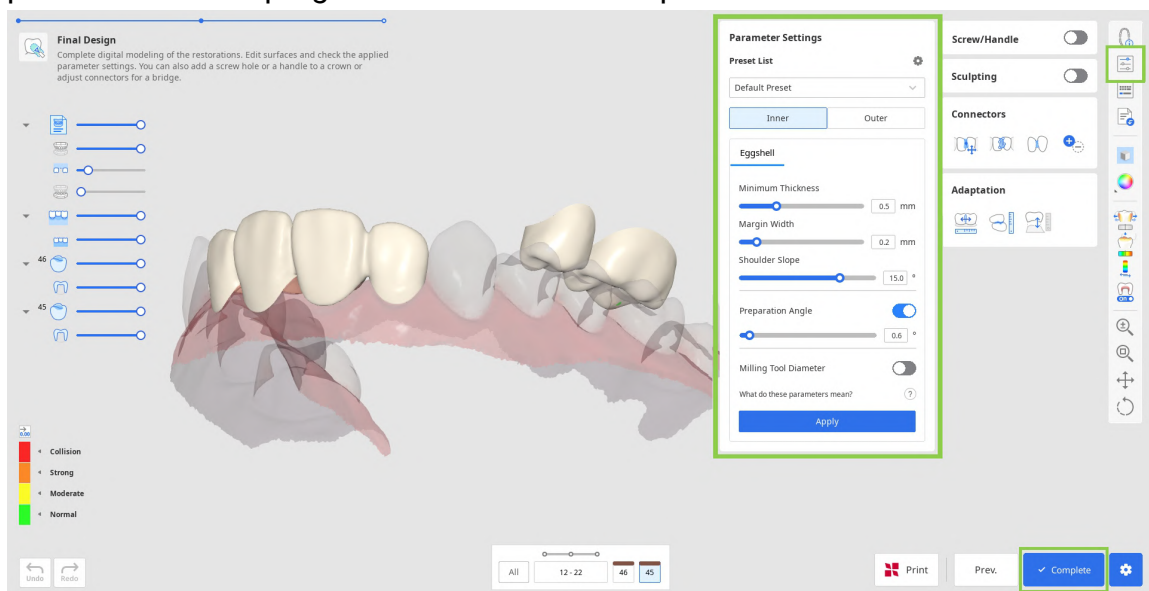 Final Design
Complete digital modeling of the restorations. Edit surfaces and check the applied
parameter settings. You can also add a screw hole or a handle to a crown or
adjust connectors for a bridge.
46
45
0.00
Collision
Strong
Moderate
Normal
Undo
Redo
Parameter Settings
Preset List
Default Preset
Inner
Outer
Eggshell
Minimum Thickness
0.5 mm
Margin Width
0.2 mm
Shoulder Slope
15.0 °
Preparation Angle
0.6 °
Milling Tool Diameter
What do these parameters mean?
?
Apply
Screw/Handle
Sculpting
Connectors
Adaptation
ON
All
12 - 22
46
45
Print
Prev.
Complete